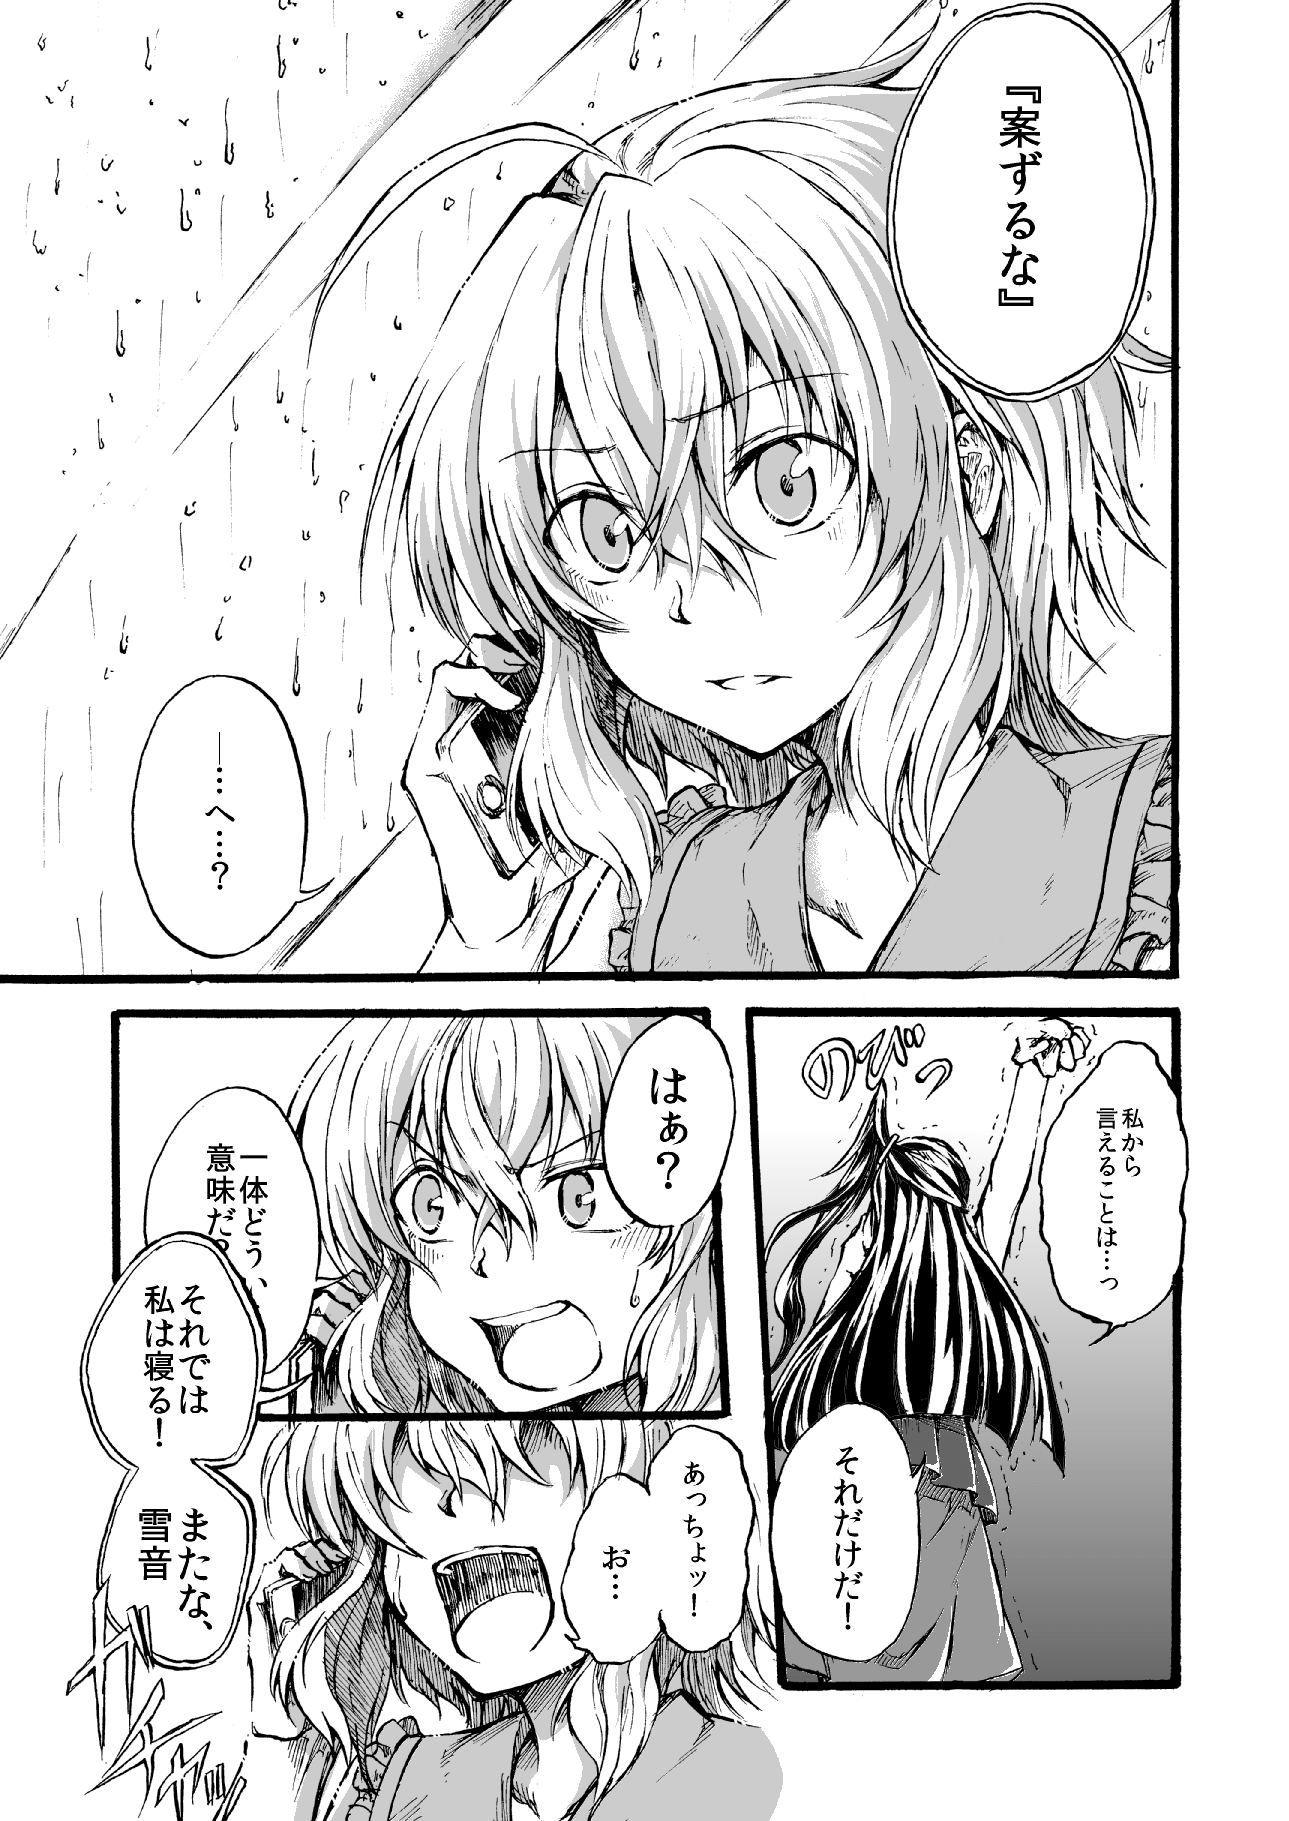 『案ずるな』
―…へ…？
私から
言えることは…っ
のびっ
それだけだ！
はぁ？
一体どうい
意味だ？
あっちょッ！
お…
それでは
私は寝る！
またな、
雪音
ガチャッ